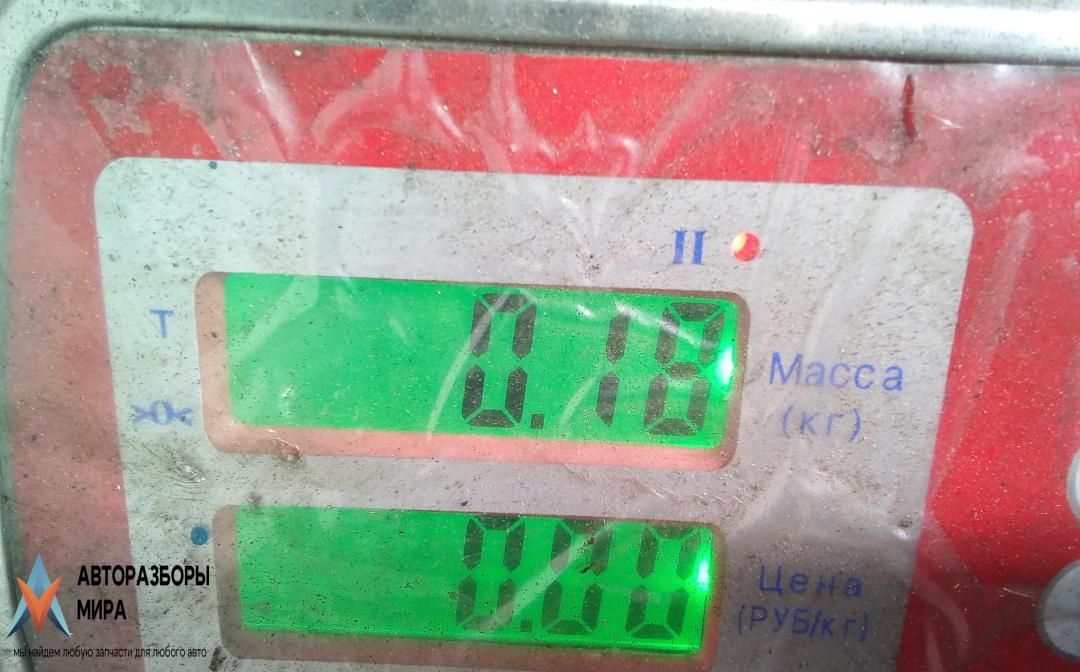 II
T
0.18
Масса
(кг)
>0<
0.00
Цена
(РУБ/кг)
АВТОРАЗБОРЫ
МИРА
мы найдем любую запчасти для любого авто